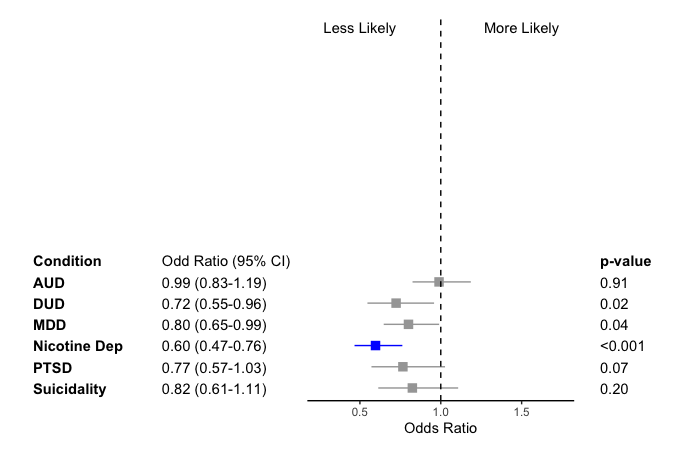 Less Likely More Likely
Condition Odd Ratio (95% CI) p-value
AUD 0.99 (0.83-1.19) 0.91
DUD 0.72 (0.55-0.96) 0.02
MDD 0.80 (0.65-0.99) 0.04
Nicotine Dep 0.60 (0.47-0.76) <0.001
PTSD 0.77 (0.57-1.03) 0.07
Suicidality 0.82 (0.61-1.11) 0.20
0.5 1.0 1.5
Odds Ratio